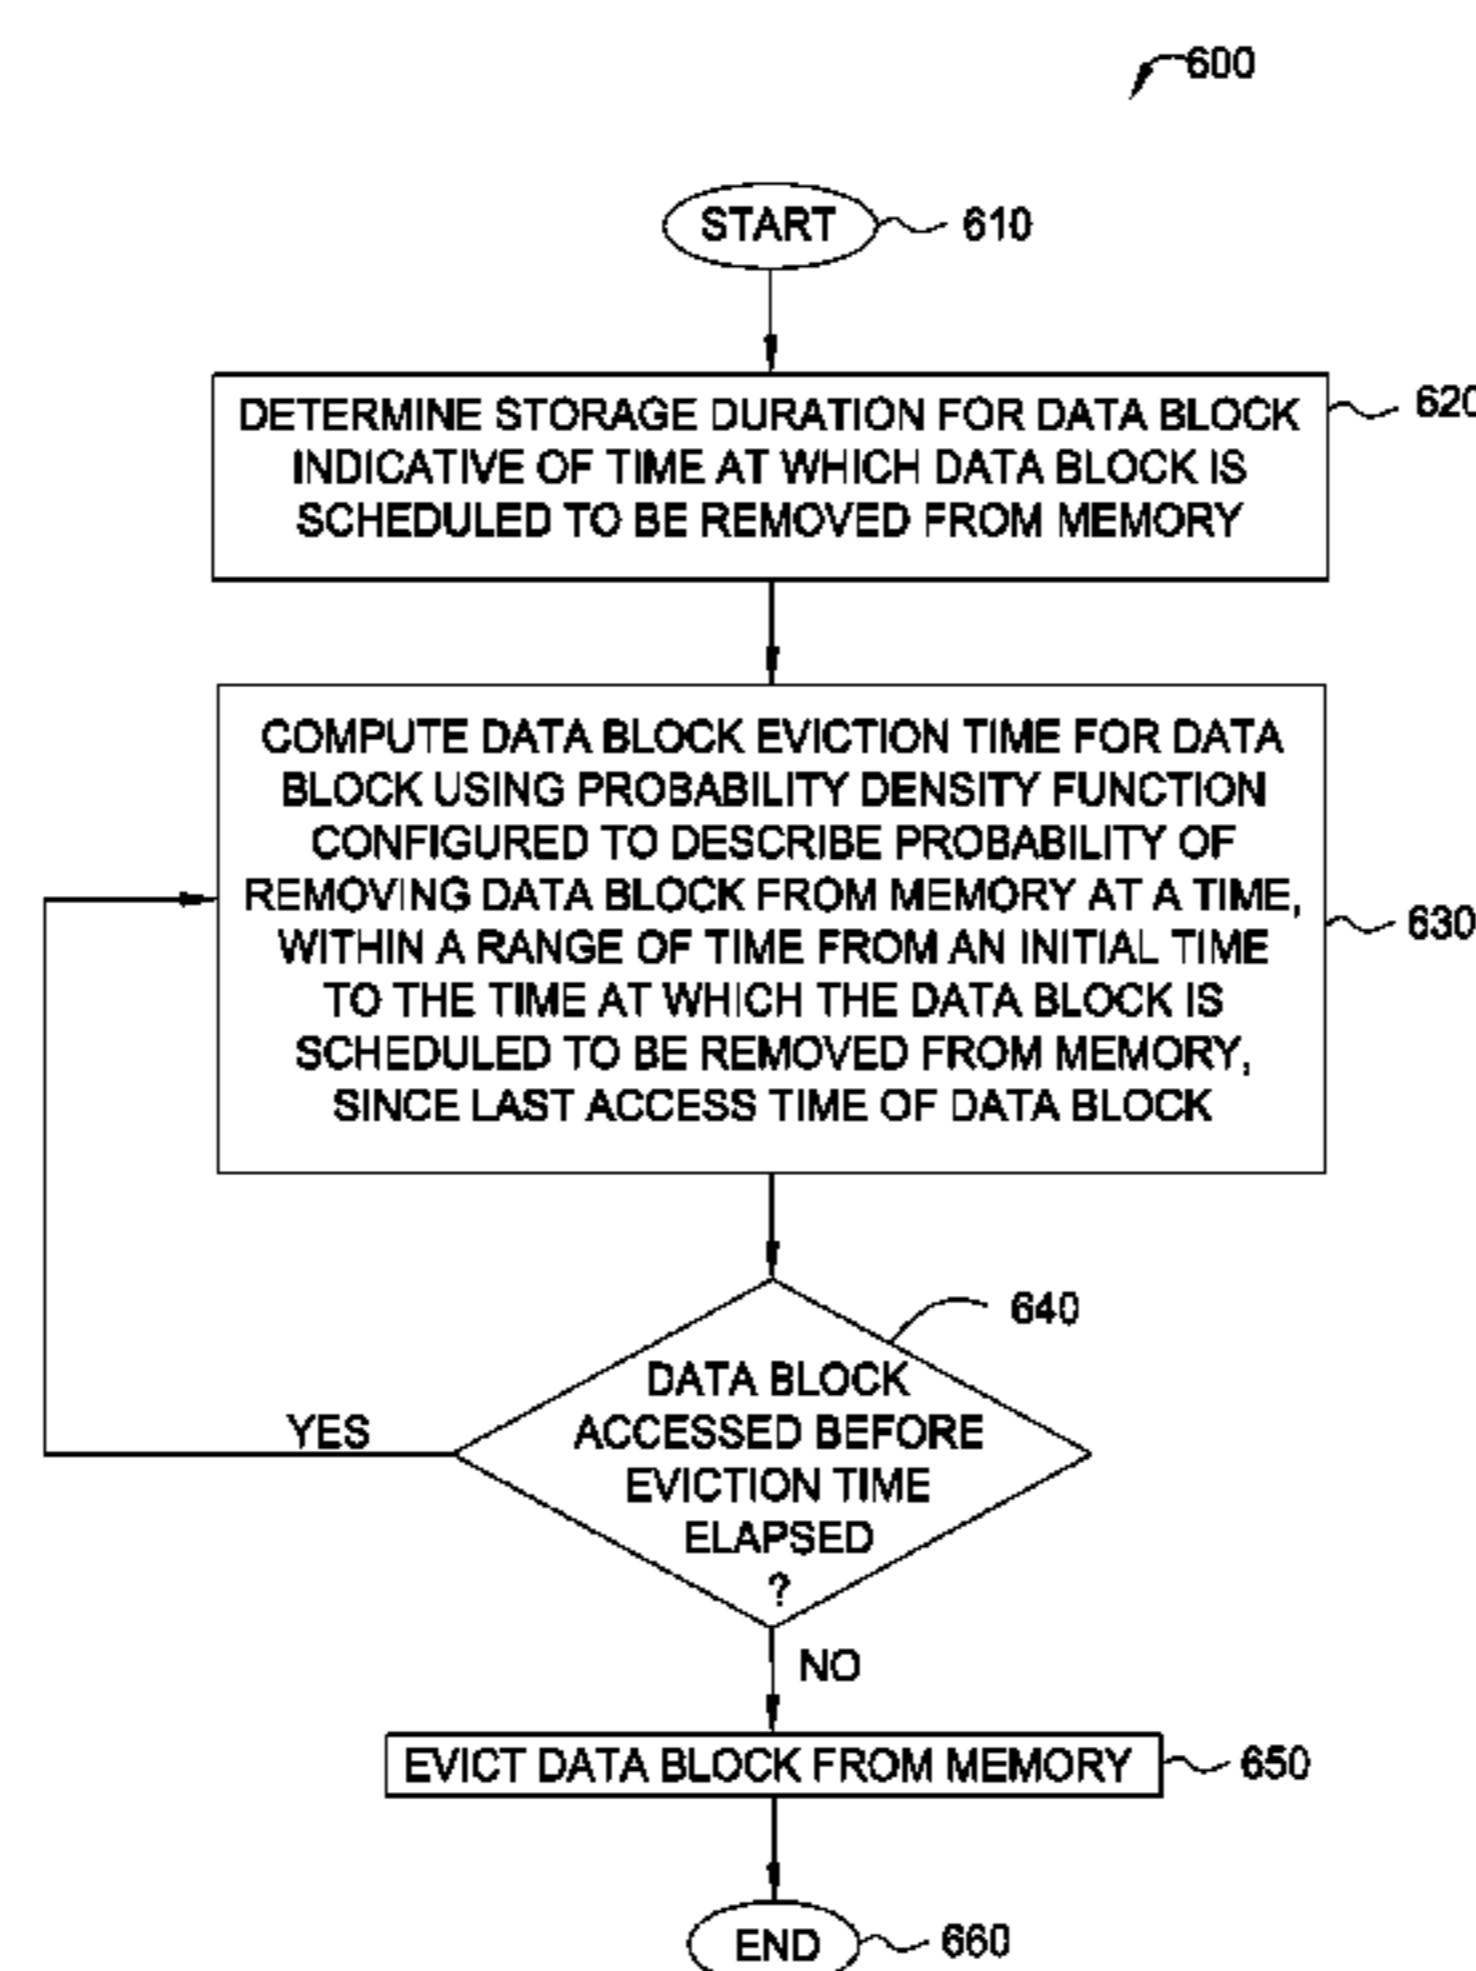 600
START
610
DETERMINE STORAGE DURATION FOR DATA BLOCK
INDICATIVE OF TIME AT WHICH DATA BLOCK IS
SCHEDULED TO BE REMOVED FROM MEMORY
620
COMPUTE DATA BLOCK EVICTION TIME FOR DATA
BLOCK USING PROBABILITY DENSITY FUNCTION
CONFIGURED TO DESCRIBE PROBABILITY OF
REMOVING DATA BLOCK FROM MEMORY AT A TIME,
WITHIN A RANGE OF TIME FROM AN INITIAL TIME
TO THE TIME AT WHICH THE DATA BLOCK IS
SCHEDULED TO BE REMOVED FROM MEMORY,
SINCE LAST ACCESS TIME OF DATA BLOCK
630
640
DATA BLOCK
ACCESSED BEFORE
EVICTION TIME
ELAPSED
?
YES
NO
EVICT DATA BLOCK FROM MEMORY
650
END
660